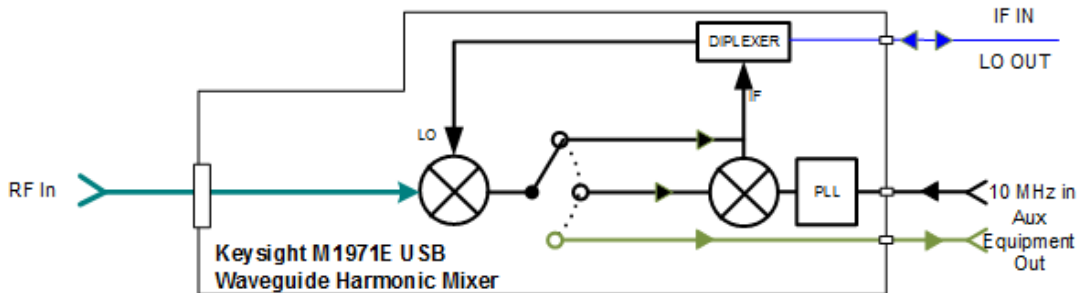 IF IN
DIPLEXER
LO OUT
IF
LO
RF In
PLL
10 MHz in
Aux
Equipment
Out
Keysight M1971E USB
Waveguide Harmonic Mixer